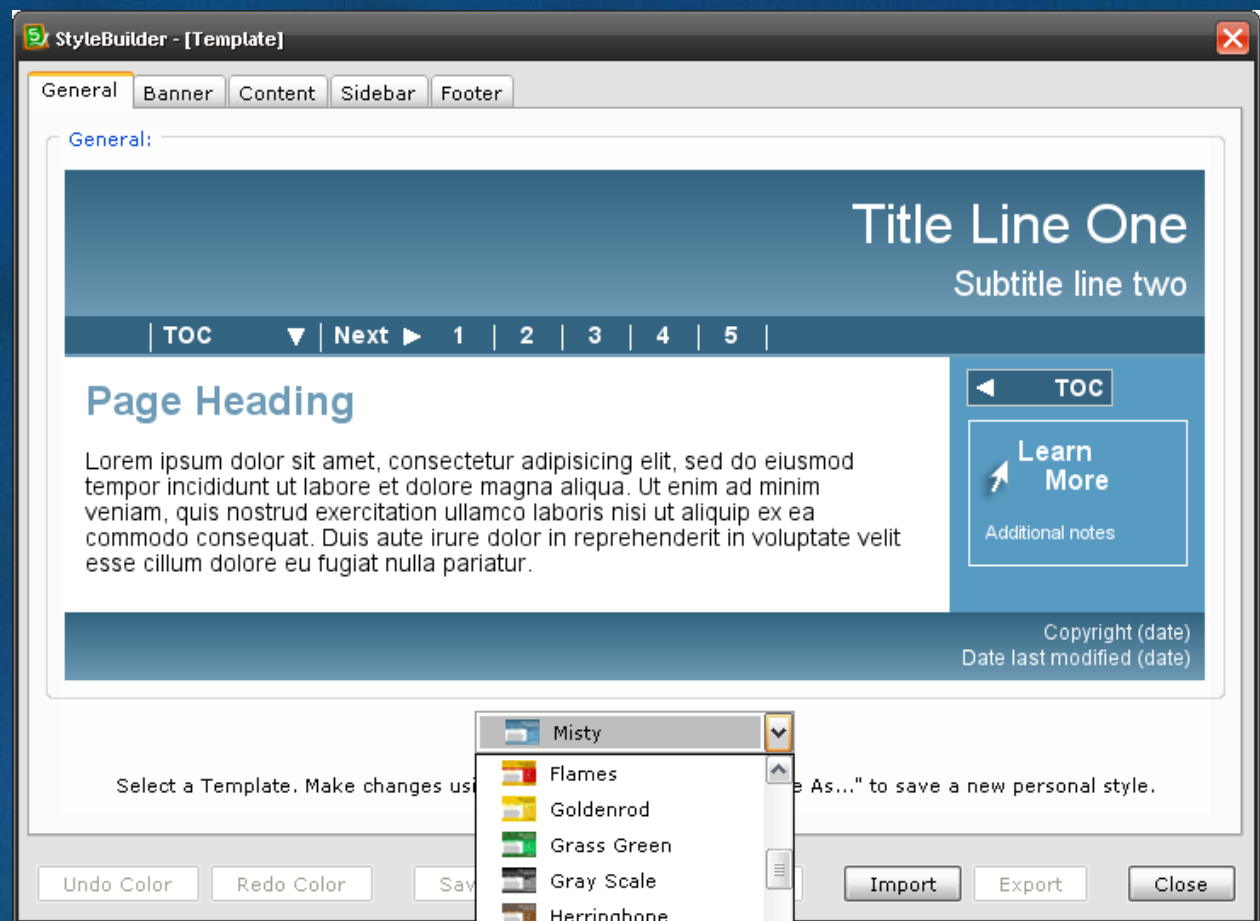 StyleBuilder - [Template]
General Banner Content Sidebar Footer
General:
Title Line One
Subtitle line two
TOC Next 1 2 3 4 5
Page Heading
Lorem ipsum dolor sit amet, consectetur adipisicing elit, sed do eiusmod
tempor incididunt ut labore et dolore magna aliqua. Ut enim ad minim
veniam, quis nostrud exercitation ullamco laboris nisi ut aliquip ex ea
commodo consequat. Duis aute irure dolor in reprehenderit in voluptate velit
esse cillum dolore eu fugiat nulla pariatur.
TOC
Learn
More
Additional notes
Copyright (date)
Date last modified (date)
Misty
Flames
Goldenrod
Grass Green
Gray Scale
Herringbone
Select a Template. Make changes usi
e As..." to save a new personal style.
Undo Color Redo Color Sav Import Export Close